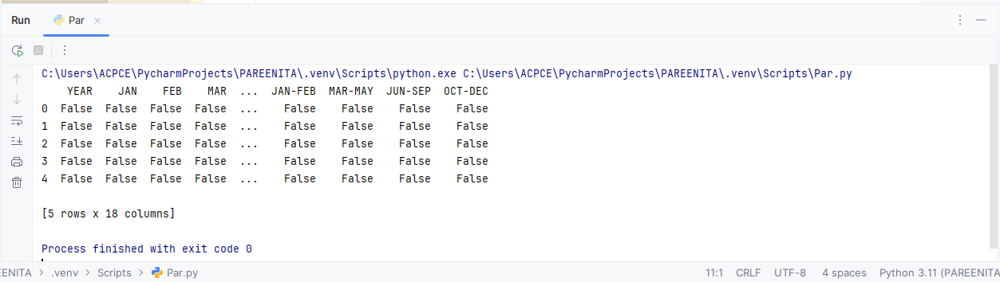 Run Par
C:\Users\ACPCE\PycharmProjects\PAREENITA\.venv\Scripts\python.exe C:\Users\ACPCE\PycharmProjects\PAREENITA\.venv\Scripts\Par.py
YEAR JAN FEB MAR ... JAN-FEB MAR-MAY JUN-SEP OCT-DEC
0 False False False False ... False False False False
1 False False False False ... False False False False
2 False False False False ... False False False False
3 False False False False ... False False False False
4 False False False False ... False False False False
[5 rows x 18 columns]
Process finished with exit code 0
EENITA > .venv > Scripts > Par.py 11:1 CRLF UTF-8 4 spaces Python 3.11 (PAREENITA